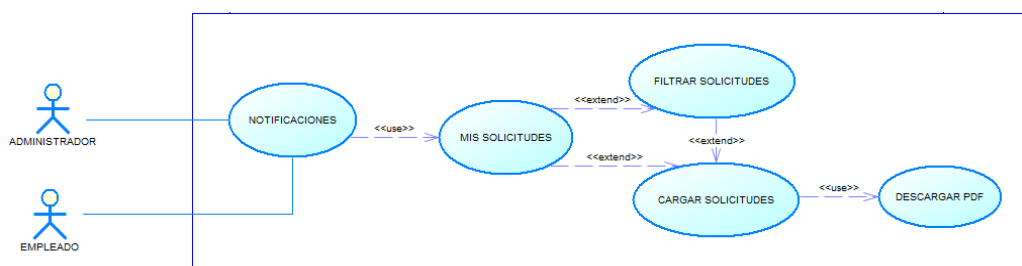 FILTRAR SOLICITUDES
<<extend>>
ADMINISTRADOR
NOTIFICACIONES
<<use>>
MIS SOLICITUDES
<<extend>>
<<extend>>
CARGAR SOLICITUDES
<<use>>
DESCARGAR PDF
EMPLEADO